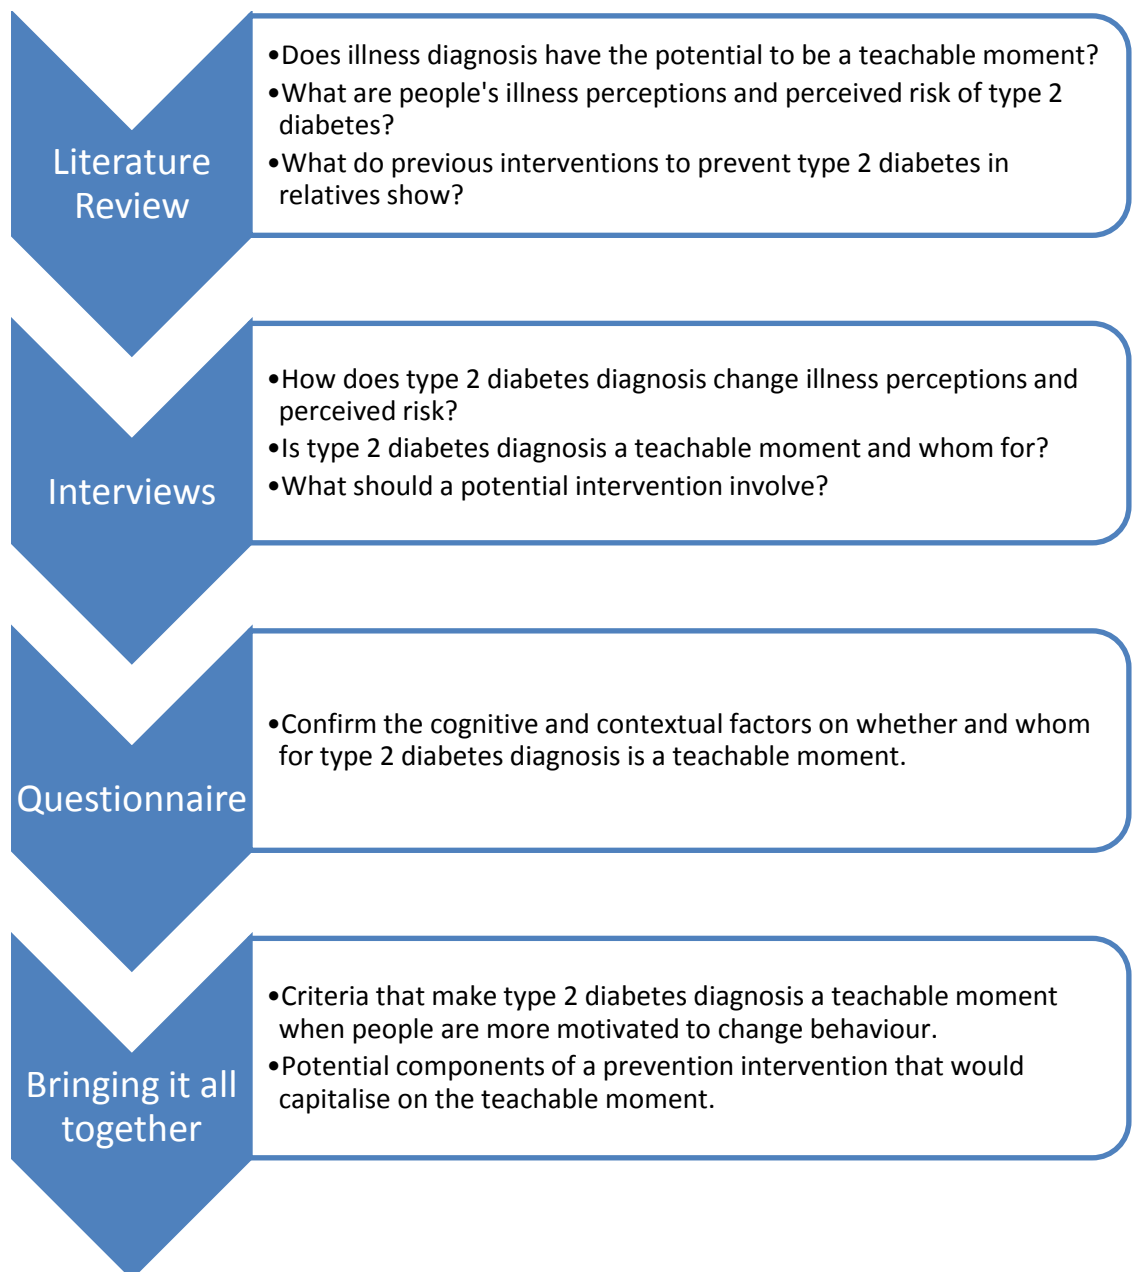 Literature
Review
•Does illness diagnosis have the potential to be a teachable moment?
•What are people's illness perceptions and perceived risk of type 2
diabetes?
•What do previous interventions to prevent type 2 diabetes in
relatives show?
Interviews
•How does type 2 diabetes diagnosis change illness perceptions and
perceived risk?
•Is type 2 diabetes diagnosis a teachable moment and whom for?
•What should a potential intervention involve?
Questionnaire
•Confirm the cognitive and contextual factors on whether and whom
for type 2 diabetes diagnosis is a teachable moment.
Bringing it all
together
•Criteria that make type 2 diabetes diagnosis a teachable moment
when people are more motivated to change behaviour.
•Potential components of a prevention intervention that would
capitalise on the teachable moment.